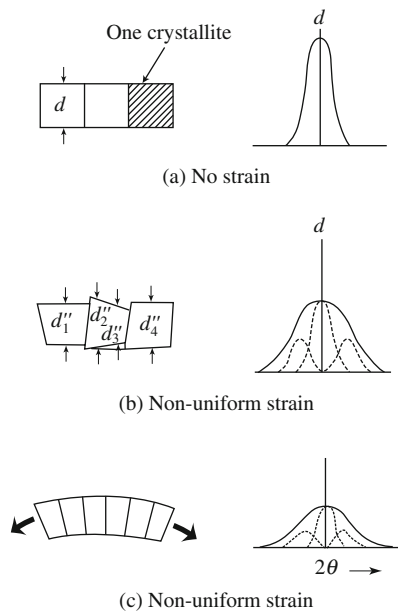 One crystallite
d
d
(a) No strain
d
d″₁ d″₂ d″₃ d″₄
(b) Non-uniform strain
2θ
(c) Non-uniform strain